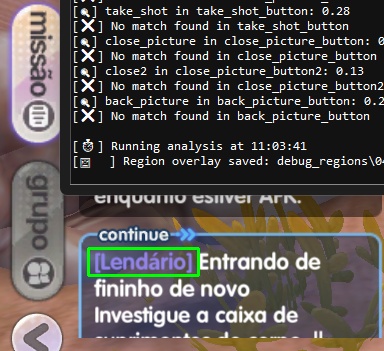 take_shot in take_shot_button: 0.28
[X] No match found in take_shot_button
close_picture in close_picture_button: 0
[X] No match found in close_picture_button
close2 in close_picture_button2: 0.13
[X] No match found in close_picture_button2
back_picture in back_picture_button: 0.2
[X] No match found in back_picture_button
[ ] Running analysis at 11:03:41
[ ] Region overlay saved: debug_regions\04
missão
grupo
enquanto estiver AFK.
continue
[Lendário] Entrando de
fininho de novo
Investigue a caixa de